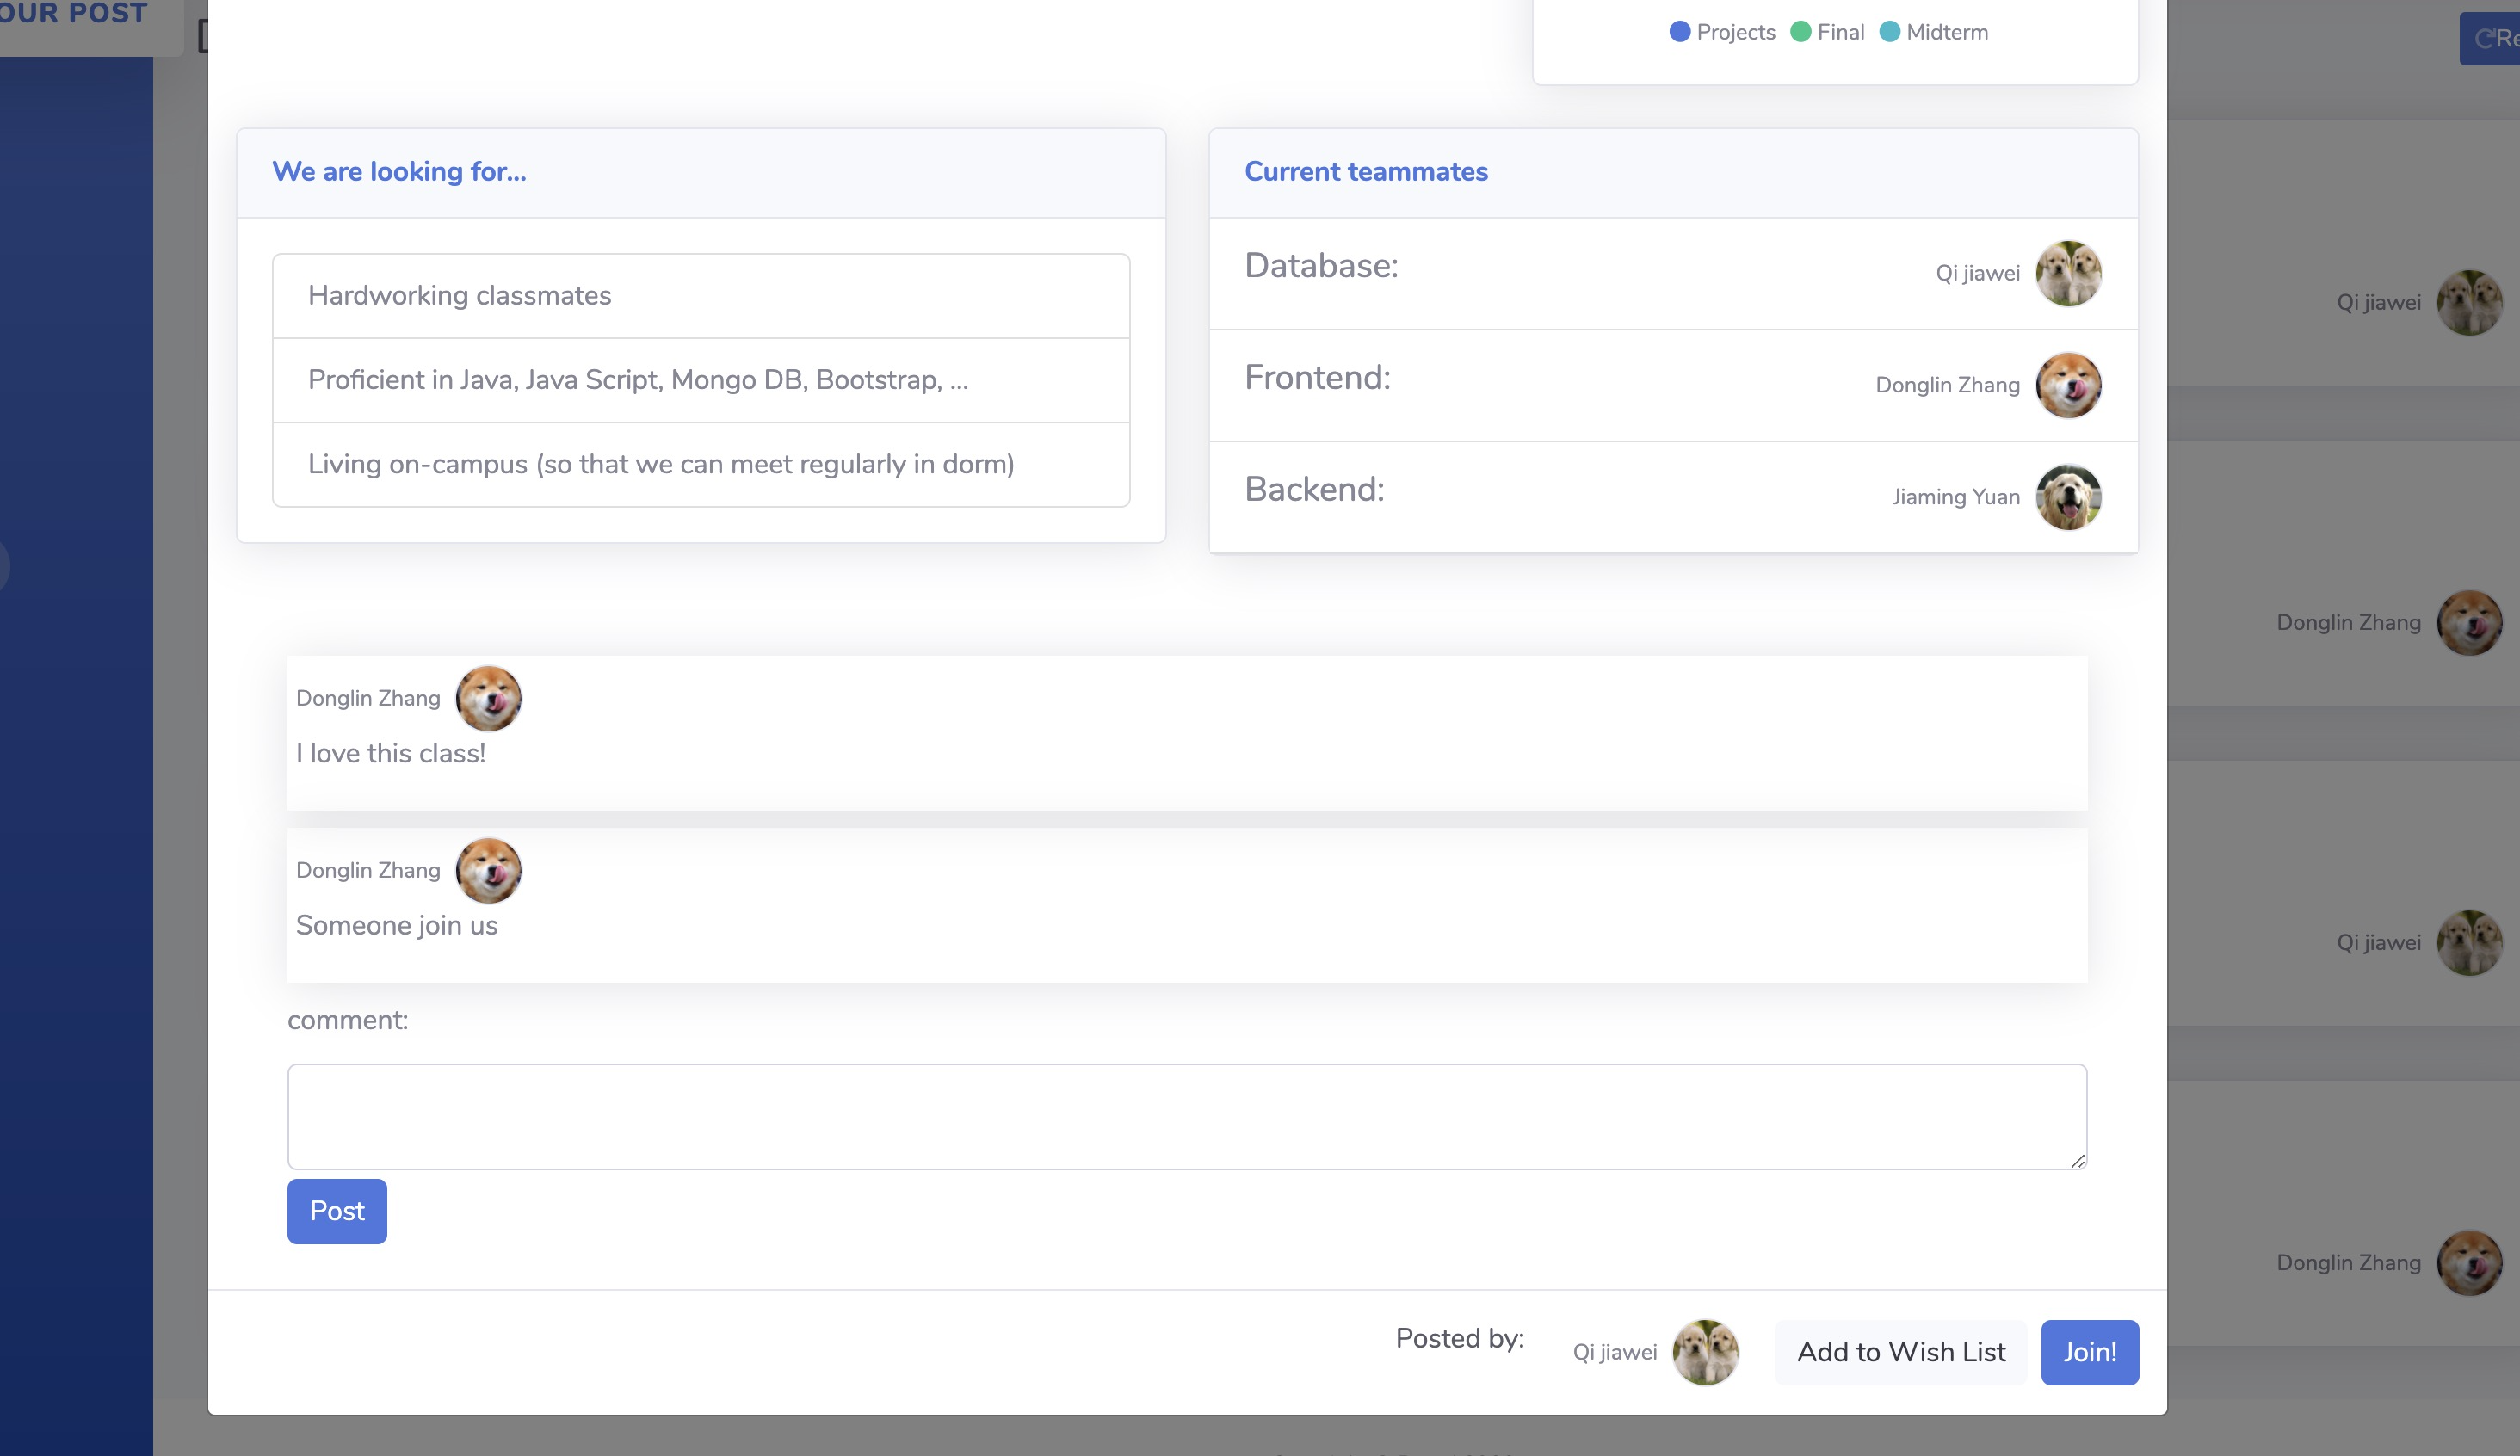 OUR POST
Projects Final Midterm
We are looking for...
Hardworking classmates
Proficient in Java, Java Script, Mongo DB, Bootstrap, ...
Living on-campus (so that we can meet regularly in dorm)
Current teammates
Database: Qi jiawei
Frontend: Donglin Zhang
Backend: Jiaming Yuan
Donglin Zhang
I love this class!
Donglin Zhang
Someone join us
comment:
Post
Posted by: Qi jiawei Add to Wish List Join!
Re
Qi jiawei
Donglin Zhang
Qi jiawei
Donglin Zhang